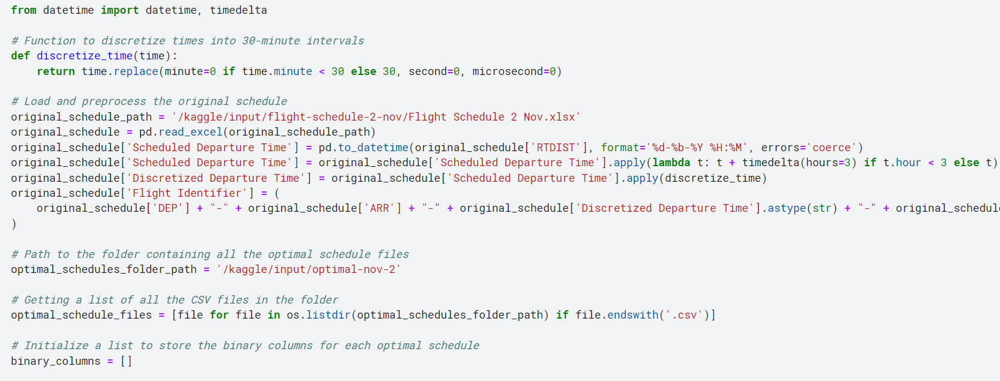 from datetime import datetime, timedelta
# Function to discretize times into 30-minute intervals
def discretize_time(time):
    return time.replace(minute=0 if time.minute < 30 else 30, second=0, microsecond=0)
# Load and preprocess the original schedule
original_schedule_path = '/kaggle/input/flight-schedule-2-nov/Flight Schedule 2 Nov.xlsx'
original_schedule = pd.read_excel(original_schedule_path)
original_schedule['Scheduled Departure Time'] = pd.to_datetime(original_schedule['RTDIST'], format='%d-%b-%Y %H:%M', errors='coerce')
original_schedule['Scheduled Departure Time'] = original_schedule['Scheduled Departure Time'].apply(lambda t: t + timedelta(hours=3) if t.hour < 3 else t)
original_schedule['Discretized Departure Time'] = original_schedule['Scheduled Departure Time'].apply(discretize_time)
original_schedule['Flight Identifier'] = (
    original_schedule['DEP'] + "-" + original_schedule['ARR'] + "-" + original_schedule['Discretized Departure Time'].astype(str) + "-" + 
)
# Path to the folder containing all the optimal schedule files
optimal_schedules_folder_path = '/kaggle/input/optimal-nov-2'
# Getting a list of all the CSV files in the folder
optimal_schedule_files = [file for file in os.listdir(optimal_schedules_folder_path) if file.endswith('.csv')]
# Initialize a list to store the binary columns for each optimal schedule
binary_columns = []